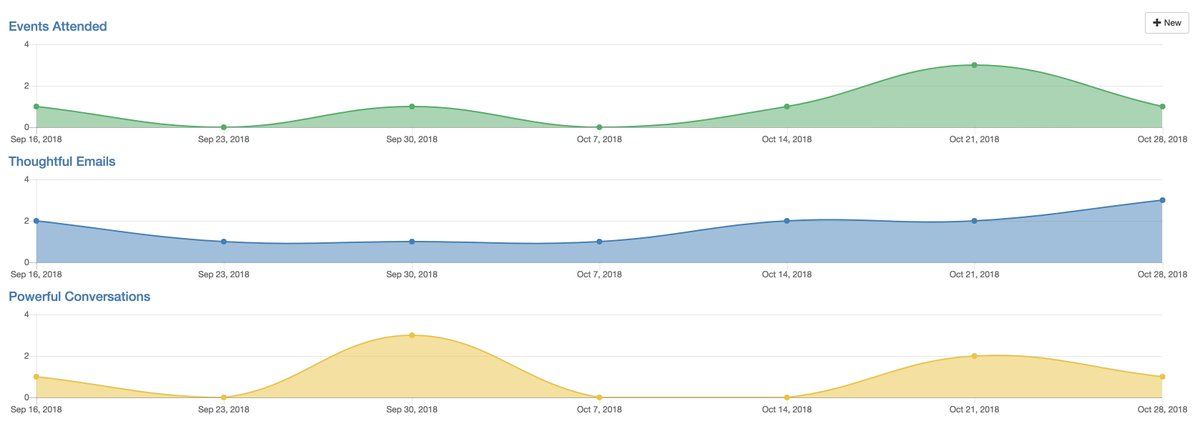 Events Attended
+ New
4
2
0
Sep 16, 2018 Sep 23, 2018 Sep 30, 2018 Oct 7, 2018 Oct 14, 2018 Oct 21, 2018 Oct 28, 2018
Thoughtful Emails
4
2
0
Sep 16, 2018 Sep 23, 2018 Sep 30, 2018 Oct 7, 2018 Oct 14, 2018 Oct 21, 2018 Oct 28, 2018
Powerful Conversations
4
2
0
Sep 16, 2018 Sep 23, 2018 Sep 30, 2018 Oct 7, 2018 Oct 14, 2018 Oct 21, 2018 Oct 28, 2018